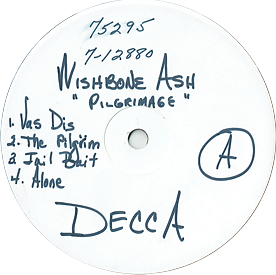 75295
7-12880
WISHBONE ASH
"PILGRIMAGE"
1. Vas Dis
2. The Pilgrim
3. Jail Bait
4. Alone
A
DECCA